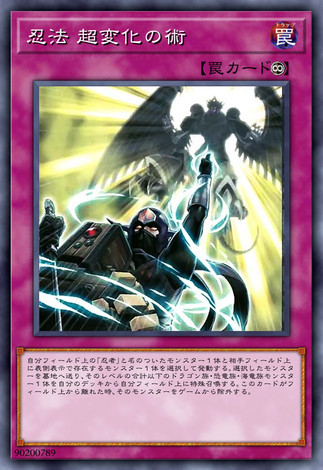 忍法 超変化の術
トラップ
罠
【罠カード】
自分フィールド上の「忍者」と名のついたモンスター1体と相手フィールド上
に表側表示で存在するモンスター1体を選択して発動する。選択したモンスター
を墓地へ送り、そのレベルの合計以下のドラゴン族・恐竜族・海竜族モンス
ター1体を自分のデッキから自分フィールド上に特殊召喚する。このカードがフ
ィールド上から離れた時、そのモンスターをゲームから除外する。
90200789